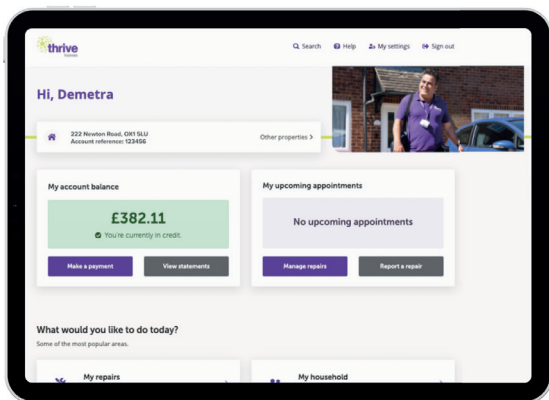 thrive
homes
Search
Help
My settings
Sign out
Hi, Demetra
222 Newton Road, OX1 5LU
Account reference: 123456
Other properties >
My account balance
£382.11
You're currently in credit.
Make a payment
View statements
My upcoming appointments
No upcoming appointments
Manage repairs
Report a repair
What would you like to do today?
Some of the most popular areas.
My repairs
My household